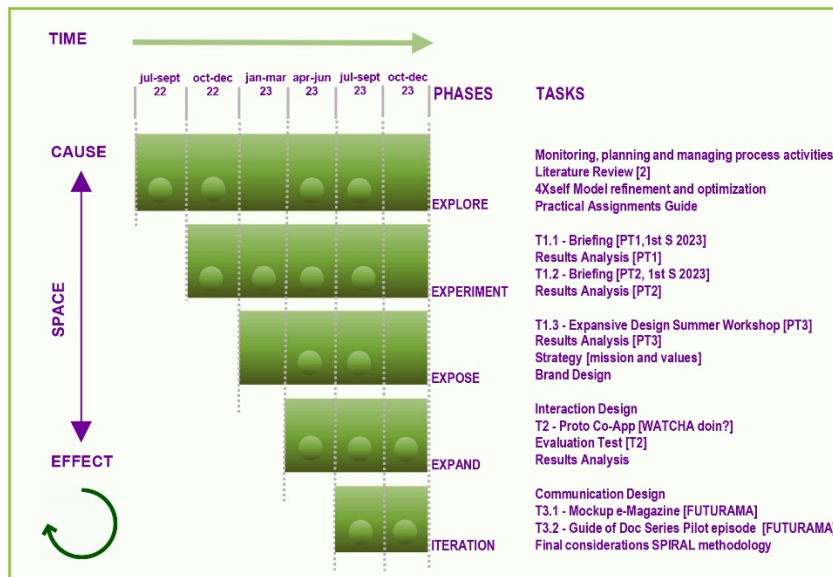 TIME
jul-sept
22
oct-dec
22
jan-mar
23
apr-jun
23
jul-sept
23
oct-dec
23
PHASES
TASKS
CAUSE
SPACE
EFFECT
EXPLORE
Monitoring, planning and managing process activities
Literature Review [2]
4Xself Model refinement and optimization
Practical Assignments Guide
EXPERIMENT
T1.1 - Briefing [PT1,1st S 2023]
Results Analysis [PT1]
T1.2 - Briefing [PT2, 1st S 2023]
Results Analysis [PT2]
EXPOSE
T1.3 - Expansive Design Summer Workshop [PT3]
Results Analysis [PT3]
Strategy [mission and values]
Brand Design
EXPAND
Interaction Design
T2 - Proto Co-App [WATCHA doin?]
Evaluation Test [T2]
Results Analysis
ITERATION
Communication Design
T3.1 - Mockup e-Magazine [FUTURAMA]
T3.2 - Guide of Doc Series Pilot episode [FUTURAMA]
Final considerations SPIRAL methodology